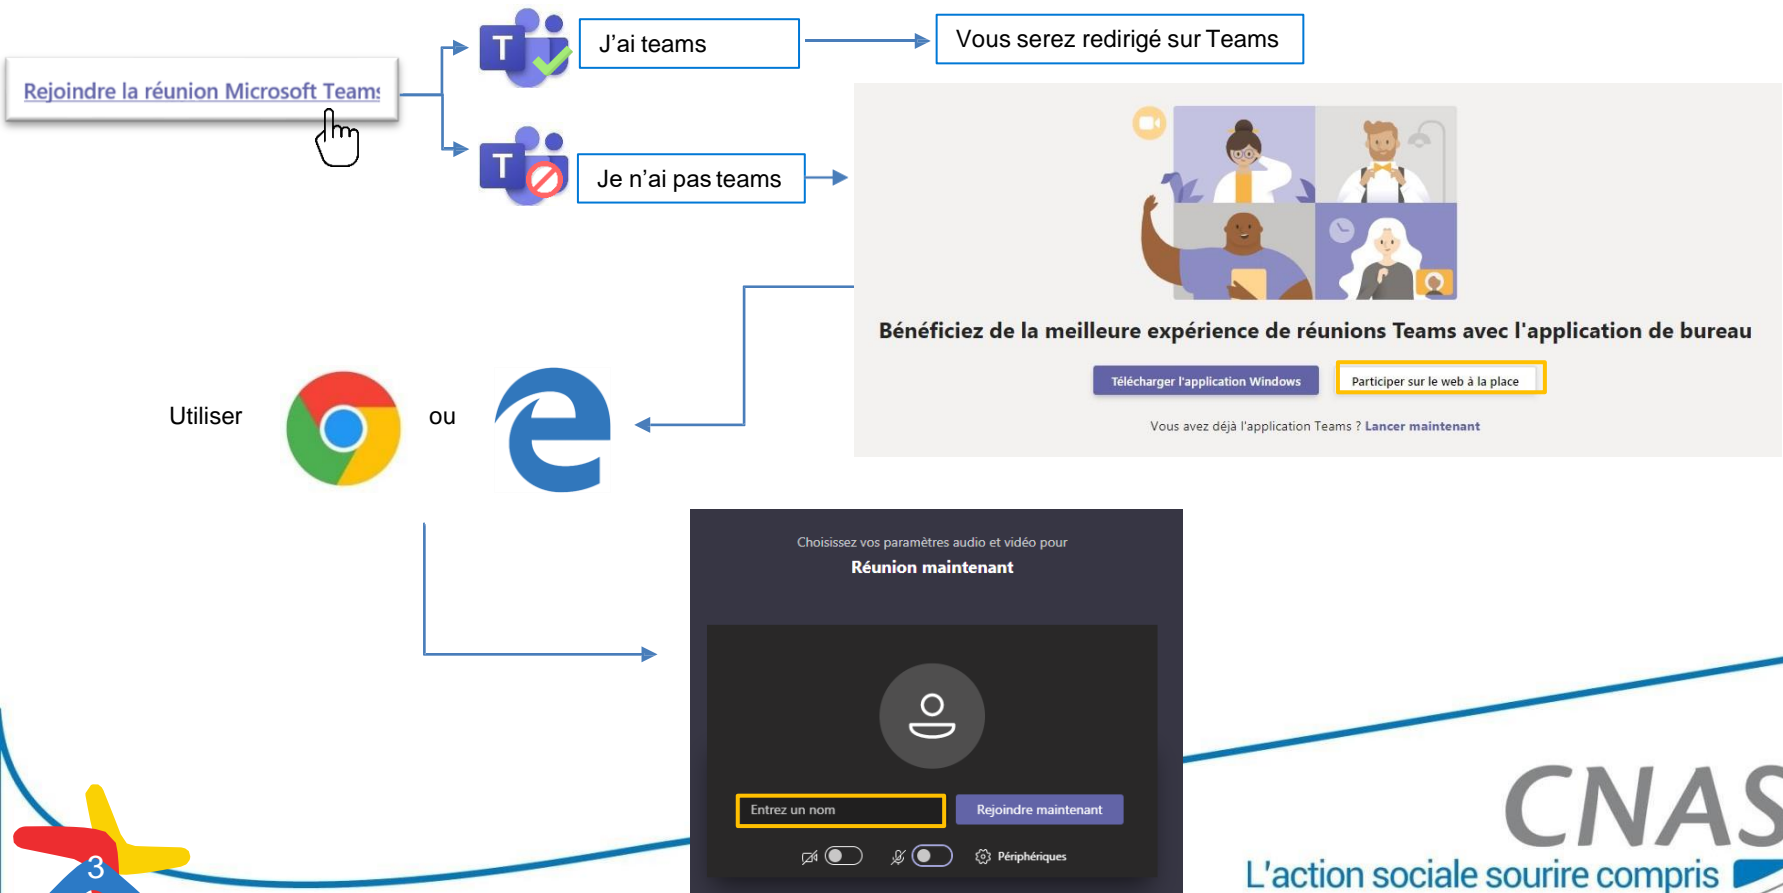 J'ai teams
Vous serez redirigé sur Teams
Rejoindre la réunion Microsoft Teams
Je n'ai pas teams
Bénéficiez de la meilleure expérience de réunions Teams avec l'application de bureau
Télécharger l'application Windows
Participer sur le web à la place
Vous avez déjà l'application Teams ? Lancer maintenant
Utiliser
ou
Choisissez vos paramètres audio et vidéo pour
Réunion maintenant
Entrez un nom
Rejoindre maintenant
Périphériques
CNAS
L'action sociale sourire compris
3